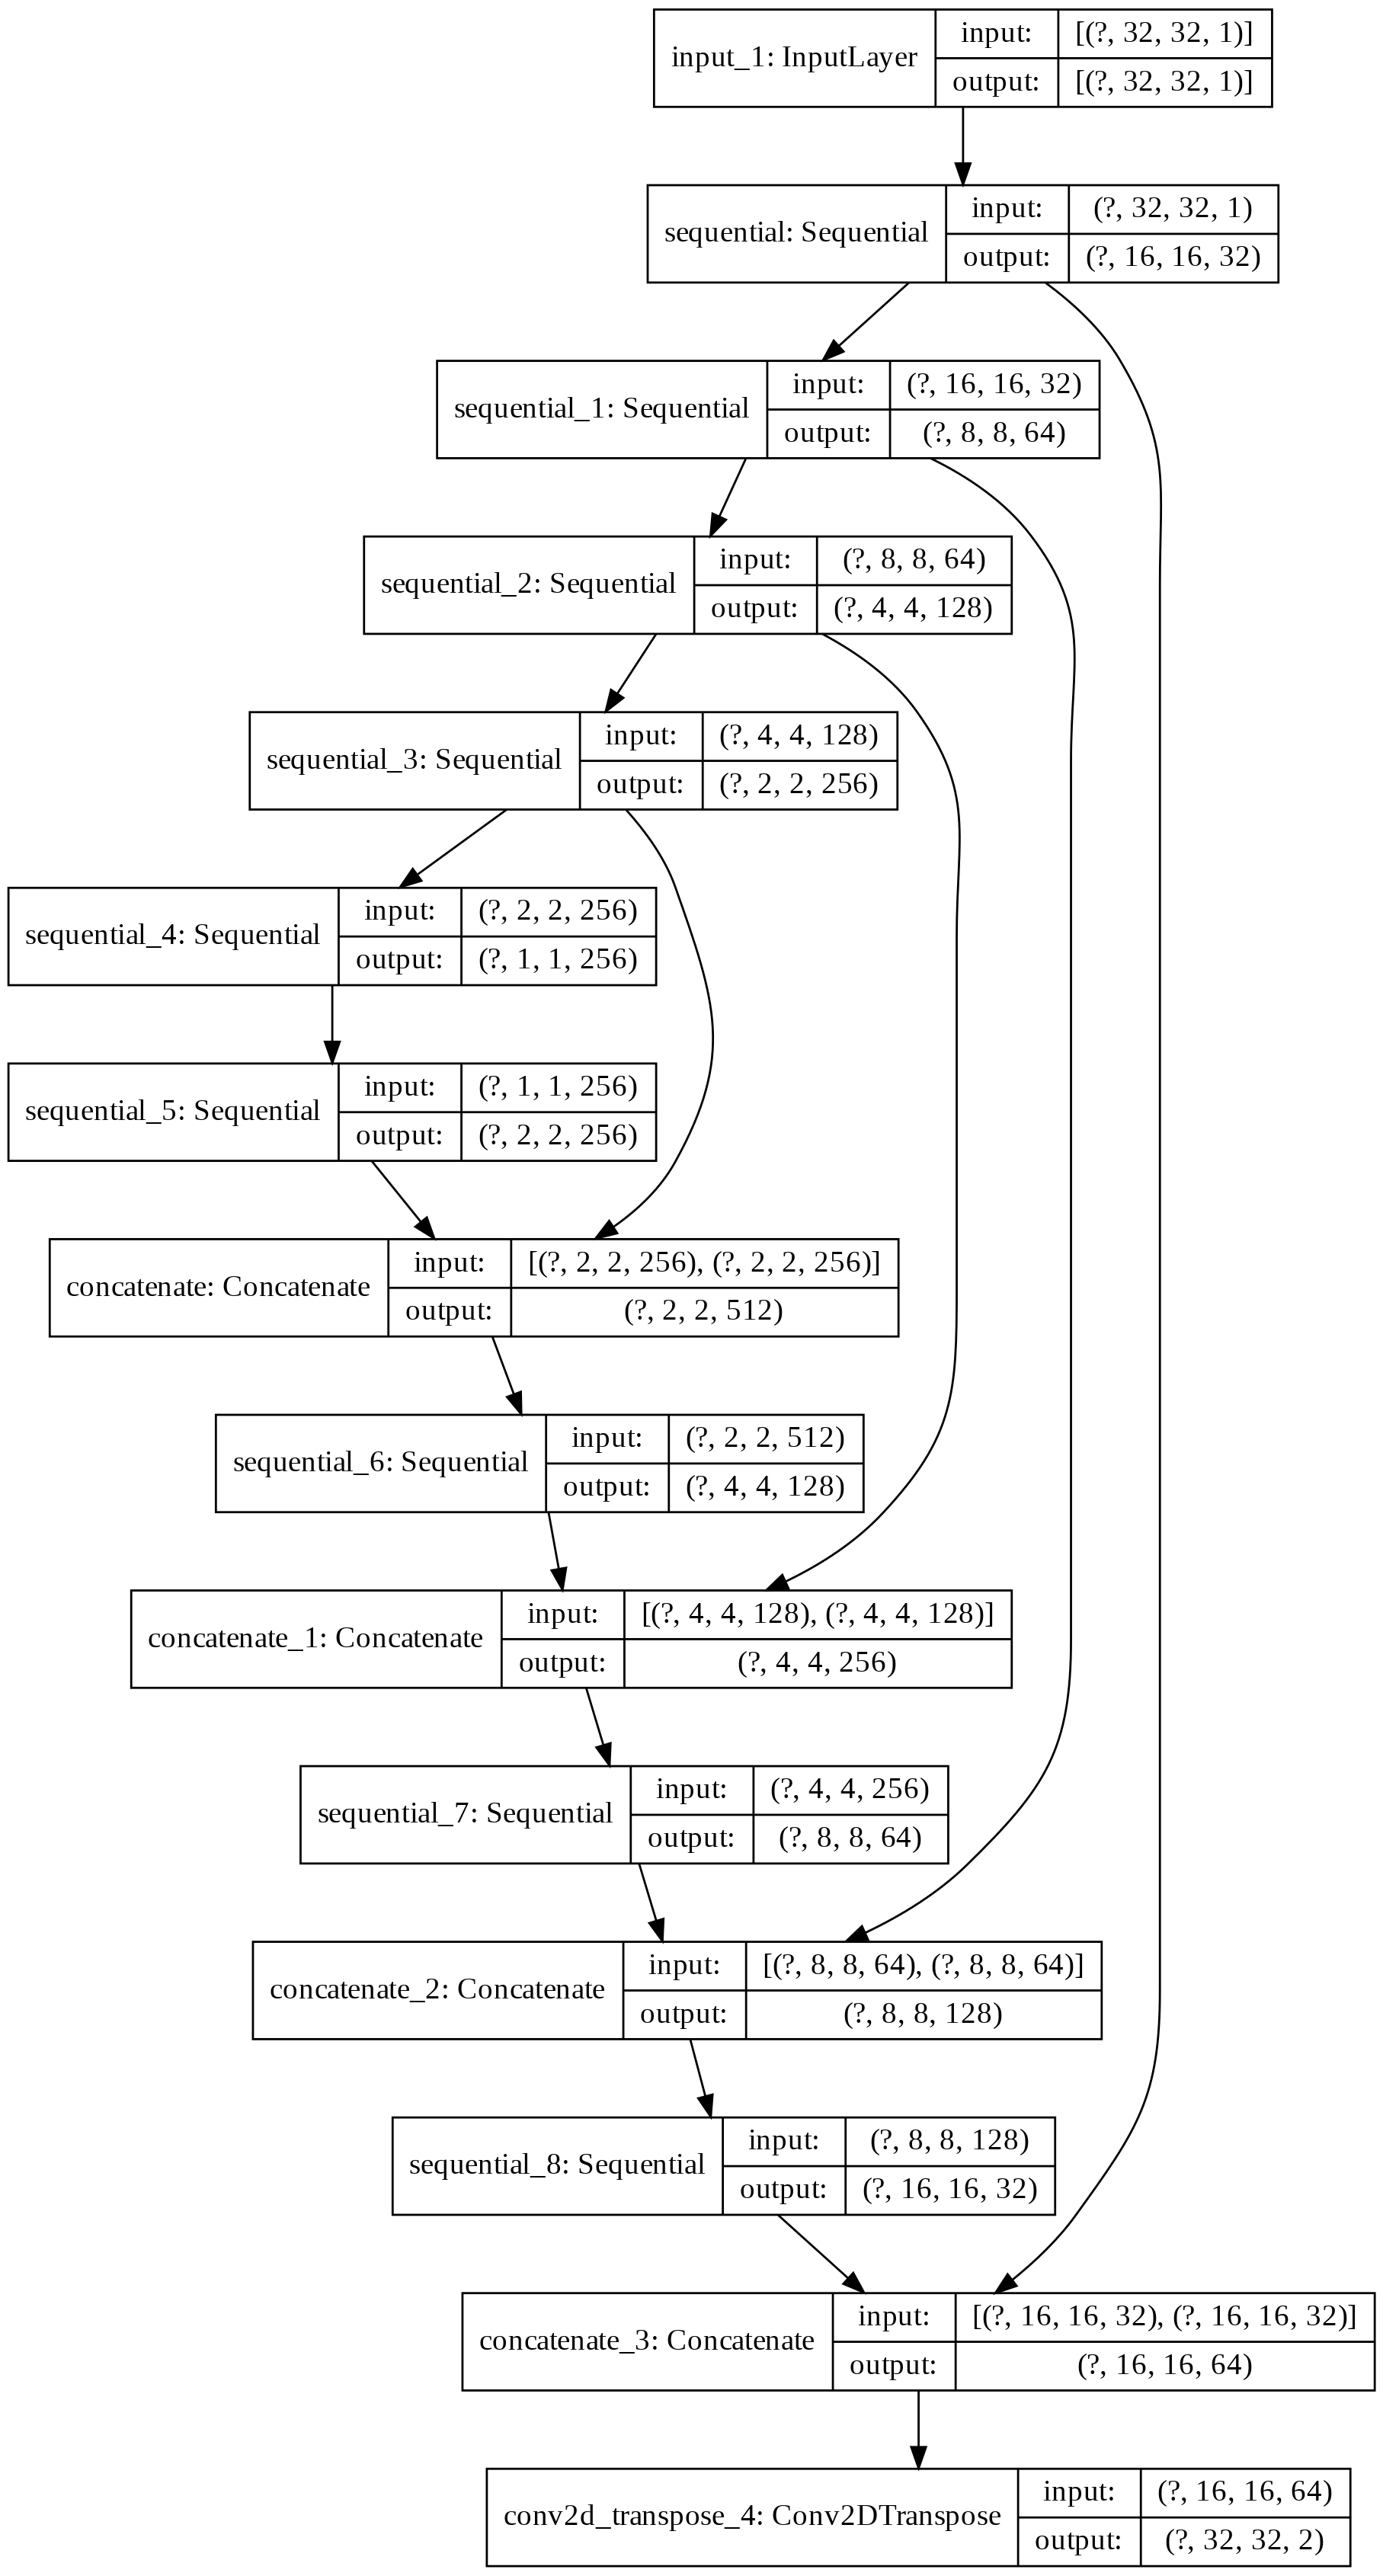 input_1: InputLayer
input:
[(?, 32, 32, 1)]
output:
[(?, 32, 32, 1)]
sequential: Sequential
input:
(?, 32, 32, 1)
output:
(?, 16, 16, 32)
sequential_1: Sequential
input:
(?, 16, 16, 32)
output:
(?, 8, 8, 64)
sequential_2: Sequential
input:
(?, 8, 8, 64)
output:
(?, 4, 4, 128)
sequential_3: Sequential
input:
(?, 4, 4, 128)
output:
(?, 2, 2, 256)
sequential_4: Sequential
input:
(?, 2, 2, 256)
output:
(?, 1, 1, 256)
sequential_5: Sequential
input:
(?, 1, 1, 256)
output:
(?, 2, 2, 256)
concatenate: Concatenate
input:
[(?, 2, 2, 256), (?, 2, 2, 256)]
output:
(?, 2, 2, 512)
sequential_6: Sequential
input:
(?, 2, 2, 512)
output:
(?, 4, 4, 128)
concatenate_1: Concatenate
input:
[(?, 4, 4, 128), (?, 4, 4, 128)]
output:
(?, 4, 4, 256)
sequential_7: Sequential
input:
(?, 4, 4, 256)
output:
(?, 8, 8, 64)
concatenate_2: Concatenate
input:
[(?, 8, 8, 64), (?, 8, 8, 64)]
output:
(?, 8, 8, 128)
sequential_8: Sequential
input:
(?, 8, 8, 128)
output:
(?, 16, 16, 32)
concatenate_3: Concatenate
input:
[(?, 16, 16, 32), (?, 16, 16, 32)]
output:
(?, 16, 16, 64)
conv2d_transpose_4: Conv2DTranspose
input:
(?, 16, 16, 64)
output:
(?, 32, 32, 2)